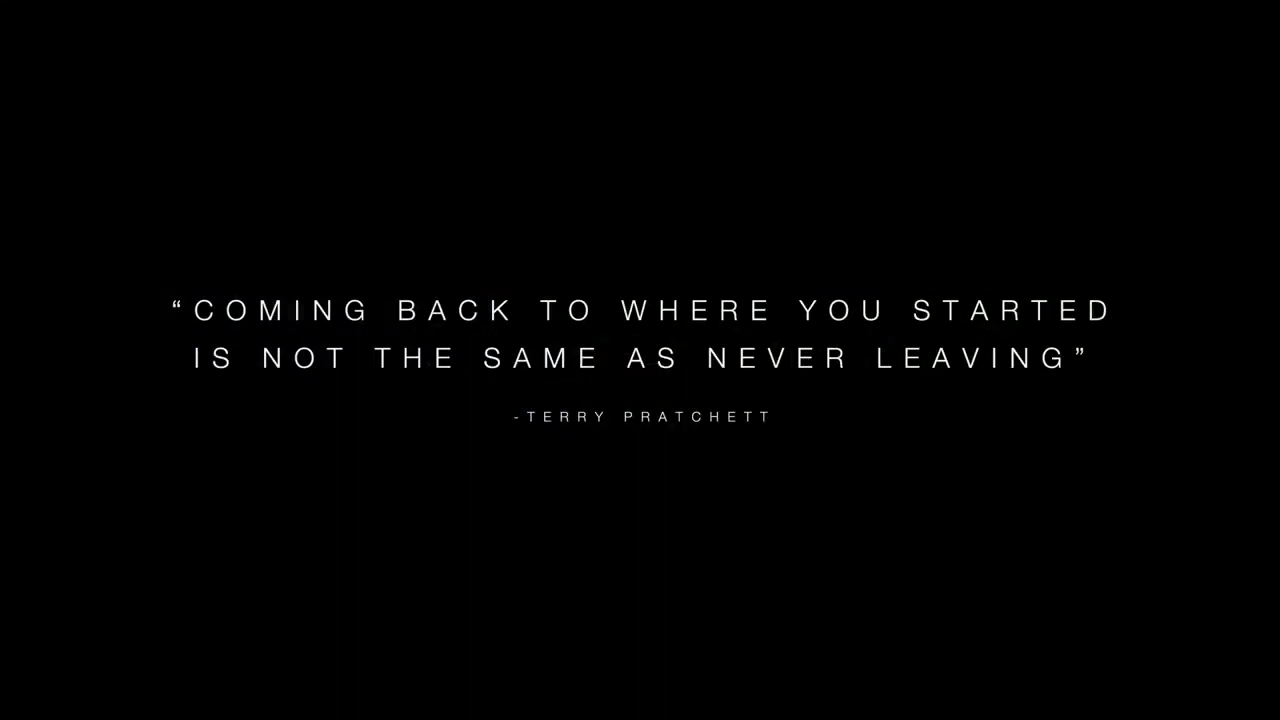 “COMING BACK TO WHERE YOU STARTED
IS NOT THE SAME AS NEVER LEAVING”
-TERRY PRATCHETT